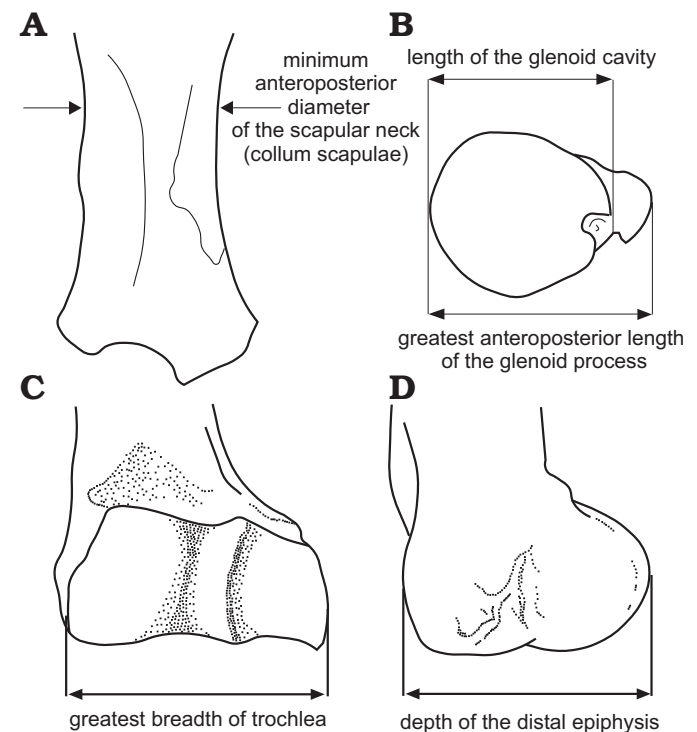 A
minimum
anteroposterior
diameter
of the scapular neck
(collum scapulae)
B
length of the glenoid cavity
greatest anteroposterior length
of the glenoid process
C
greatest breadth of trochlea
D
depth of the distal epiphysis